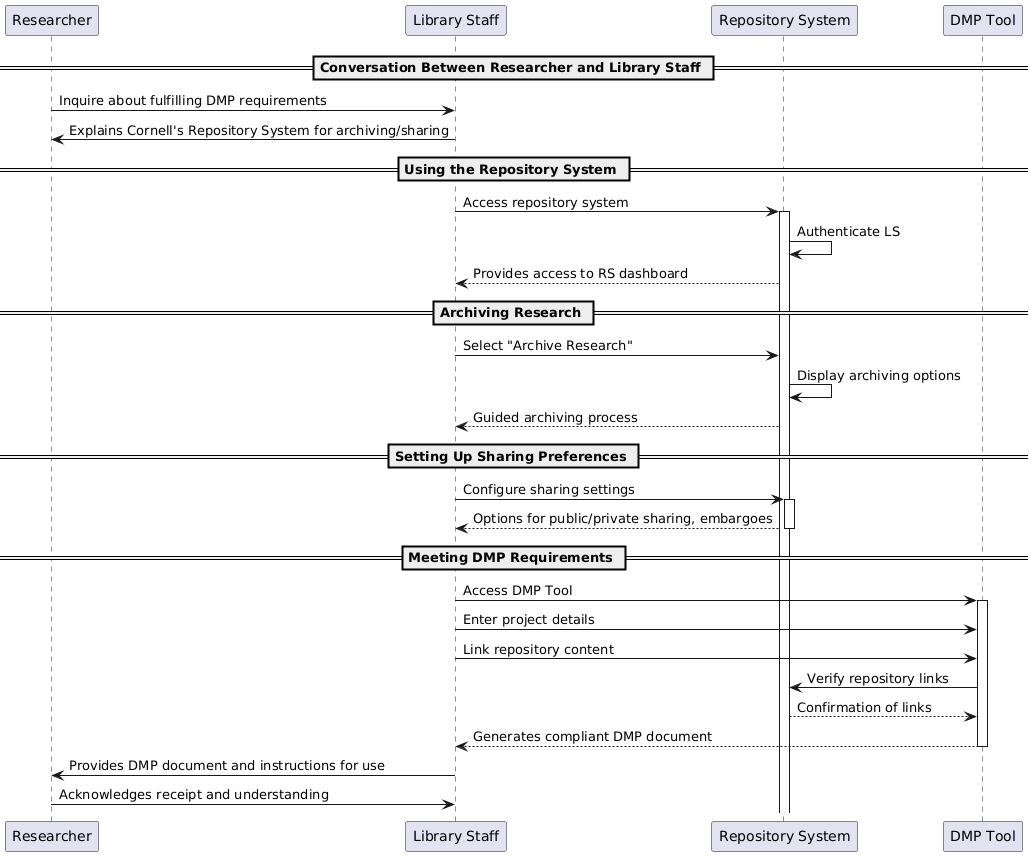 Researcher
Library Staff
Repository System
DMP Tool
Conversation Between Researcher and Library Staff
Inquire about fulfilling DMP requirements
Explains Cornell's Repository System for archiving/sharing
Using the Repository System
Access repository system
Authenticate LS
Provides access to RS dashboard
Archiving Research
Select "Archive Research"
Display archiving options
Guided archiving process
Setting Up Sharing Preferences
Configure sharing settings
Options for public/private sharing, embargoes
Meeting DMP Requirements
Access DMP Tool
Enter project details
Link repository content
Verify repository links
Confirmation of links
Generates compliant DMP document
Provides DMP document and instructions for use
Acknowledges receipt and understanding
Researcher
Library Staff
Repository System
DMP Tool